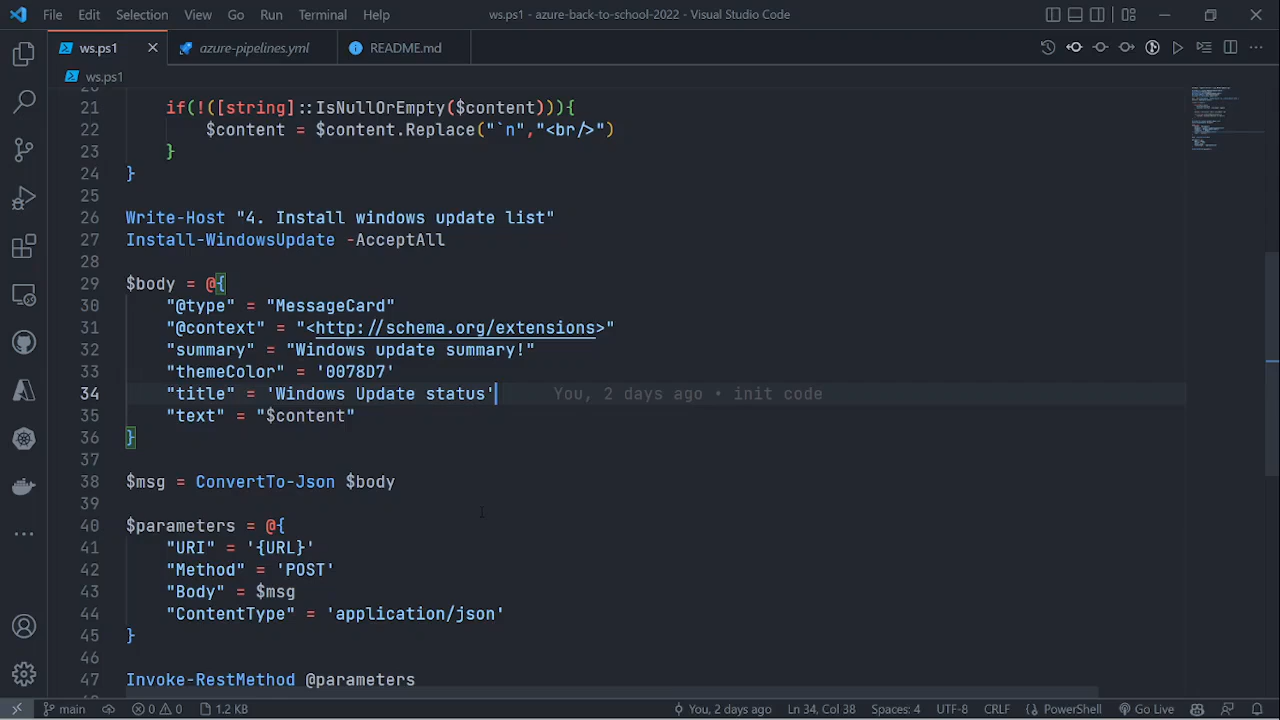 File Edit Selection View Go Run Terminal Help ws.ps1 - azure-back-to-school-2022 - Visual Studio Code
ws.ps1 azure-pipelines.yml README.md
ws.ps1
21 if(!([string]::IsNullOrEmpty($content))){
22 $content = $content.Replace("`n","<br/>")
23 }
24 }
25
26 Write-Host "4. Install windows update list"
27 Install-WindowsUpdate -AcceptAll
28
29 $body = @{
30 "@type" = "MessageCard"
31 "@context" = "<http://schema.org/extensions>"
32 "summary" = "Windows update summary!"
33 "themeColor" = '0078D7'
34 "title" = 'Windows Update status' You, 2 days ago • init code
35 "text" = "$content"
36 }
37
38 $msg = ConvertTo-Json $body
39
40 $parameters = @{
41 "URI" = '{URL}'
42 "Method" = 'POST'
43 "Body" = $msg
44 "ContentType" = 'application/json'
45 }
46
47 Invoke-RestMethod @parameters
main 0 0 1.2 KB You, 2 days ago Ln 34, Col 38 Spaces: 4 UTF-8 CRLF PowerShell Go Live